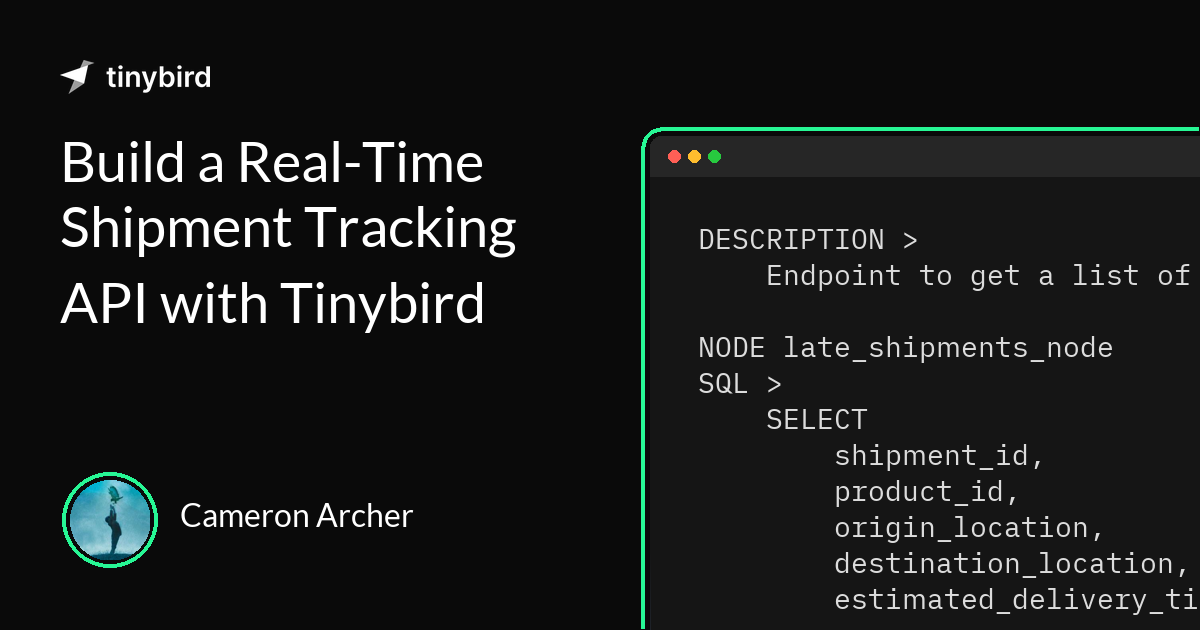 tinybird
Build a Real-Time
Shipment Tracking
API with Tinybird
Cameron Archer
DESCRIPTION >
Endpoint to get a list of
NODE late_shipments_node
SQL >
SELECT
shipment_id,
product_id,
origin_location,
destination_location,
estimated_delivery_ti